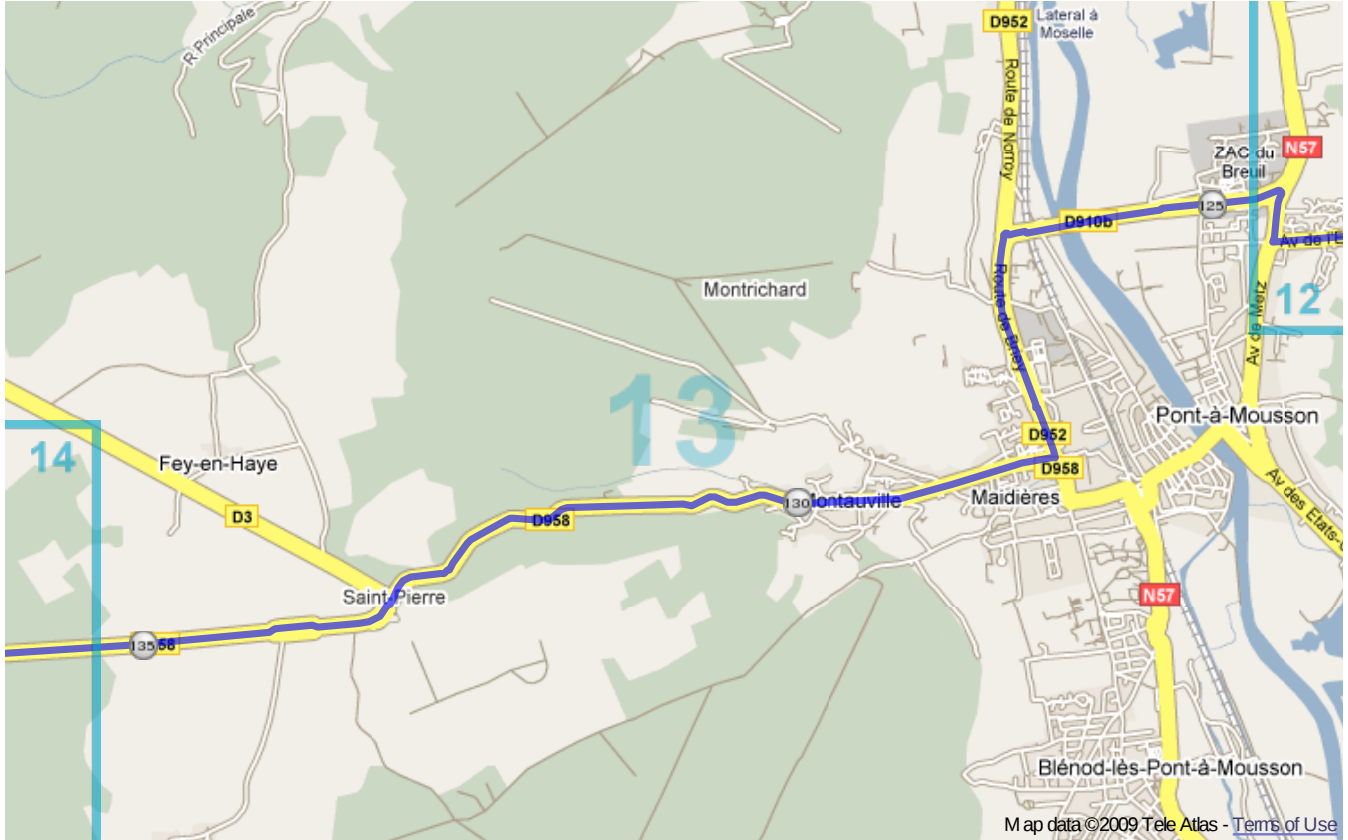 R Principale
D952
Lateral à
Moselle
Route de Norroy
ZAC du
Breuil
N57
125
D910b
Av de l'E
Montrichard
Route de Briey
12
Av de Metz
13
Pont-à-Mousson
D952
14
Fey-en-Haye
D958
Maidières
130
Montauville
D3
D958
Av des Etats-U
Saint-Pierre
N57
135
58
Blénod-lès-Pont-à-Mousson
Map data ©2009 Tele Atlas - Terms of Use